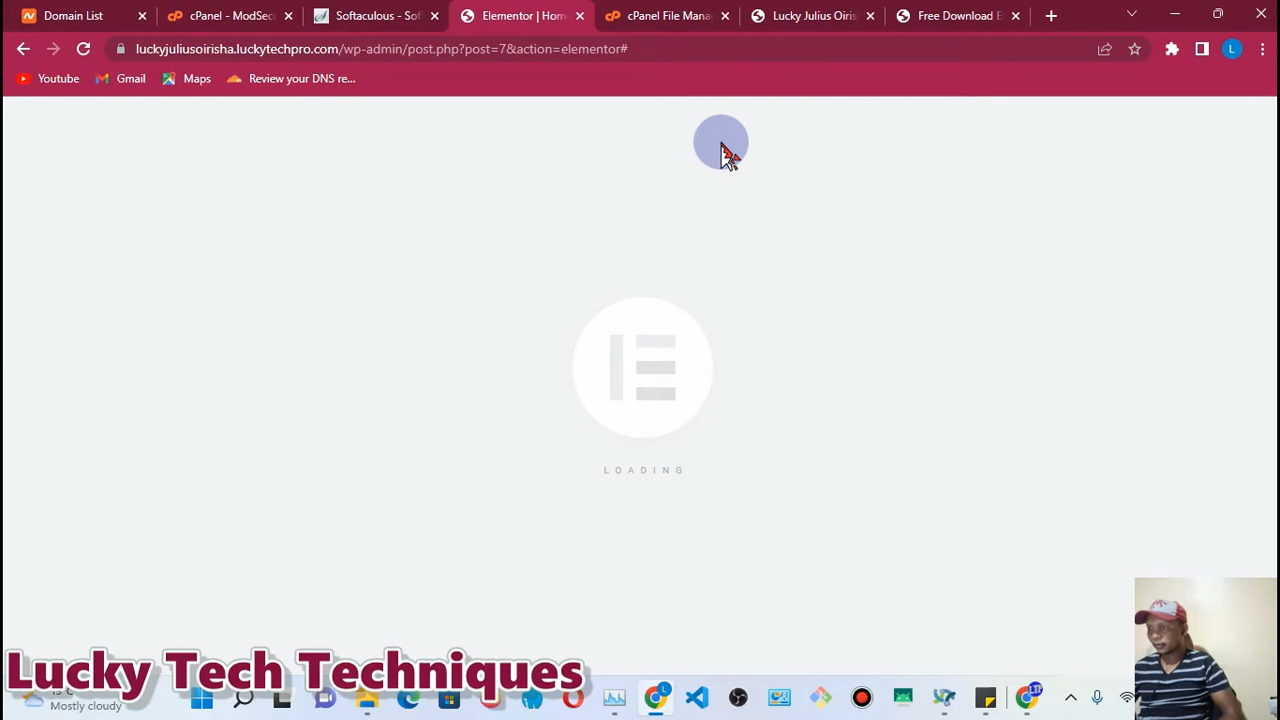 Domain List
cPanel - ModSec
Softaculous - Sof
Elementor | Hom
cPanel File Mana
Lucky Julius Oiris
Free Download E
luckyjuliusoirisha.luckytechpro.com/wp-admin/post.php?post=7&action=elementor#
L
Youtube
Gmail
Maps
Review your DNS re...
LOADING
Lucky Tech Techniques
Mostly cloudy